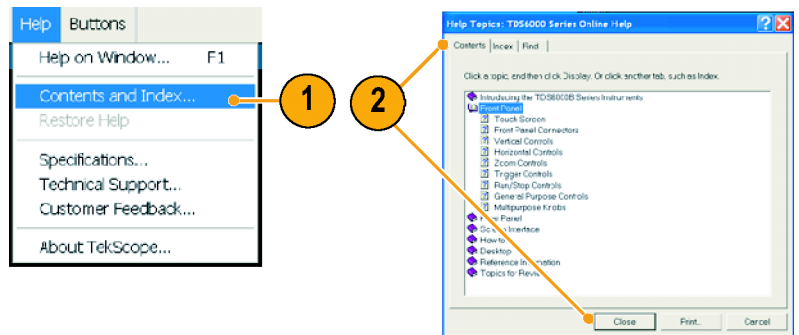 Help Buttons
Help on Window... F1
Contents and Index...
Restore Help
Specifications...
Technical Support...
Customer Feedback...
About TekScope...
1
2
Help Topics: TDS6000 Series Online Help
Contents Index Find
Click a topic, and then click Display. Or click another tab, such as Index.
Introducing the TDS6000B Series Instruments
Front Panel
Touch Screen
Front Panel Connectors
Vertical Controls
Horizontal Controls
Zoom Controls
Trigger Controls
Run/Stop Controls
General Purpose Controls
Multipurpose Knobs
Panel
Interface
How to
Desktop
Reference Information
Topics for Review
Close Print... Cancel